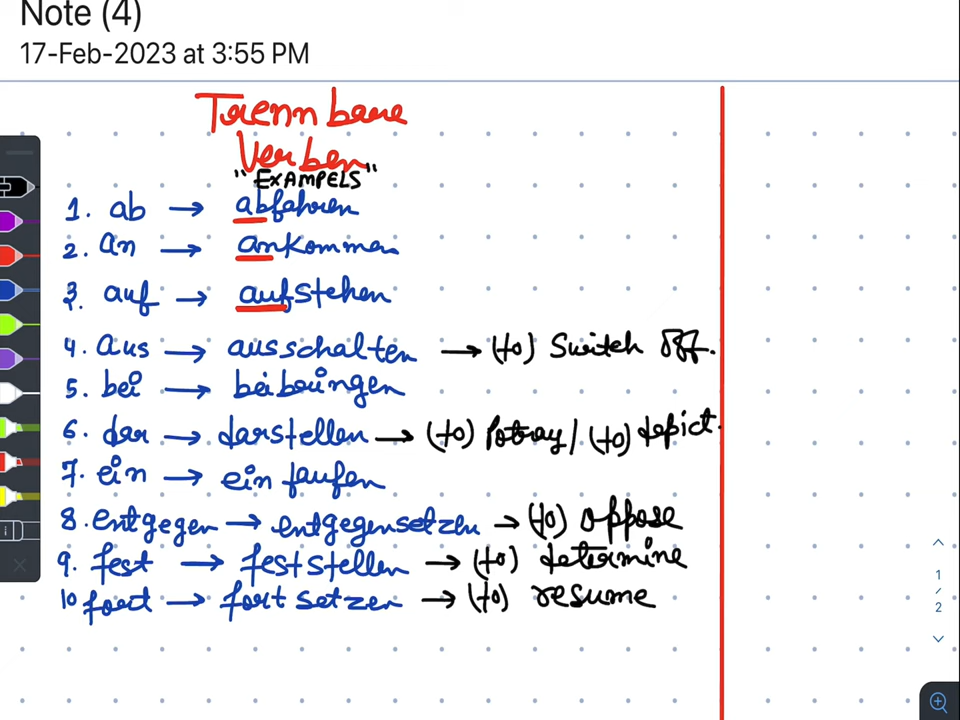 Note (4)
17-Feb-2023 at 3:55 PM
Trennbare
Verben
"EXAMPELS"
1. ab → abfahren
2. an → ankommen
3. auf → aufstehen
4. aus → ausschalten → (to) Switch Off.
5. bei → beibringen
6. dar → darstellen → (to) Potray / (to) depict.
7. ein → einlaufen
8. entgegen → entgegensetzen → (to) oppose
9. fest → feststellen → (to) determine
10 fort → fortsetzen → (to) resume
1
/
2